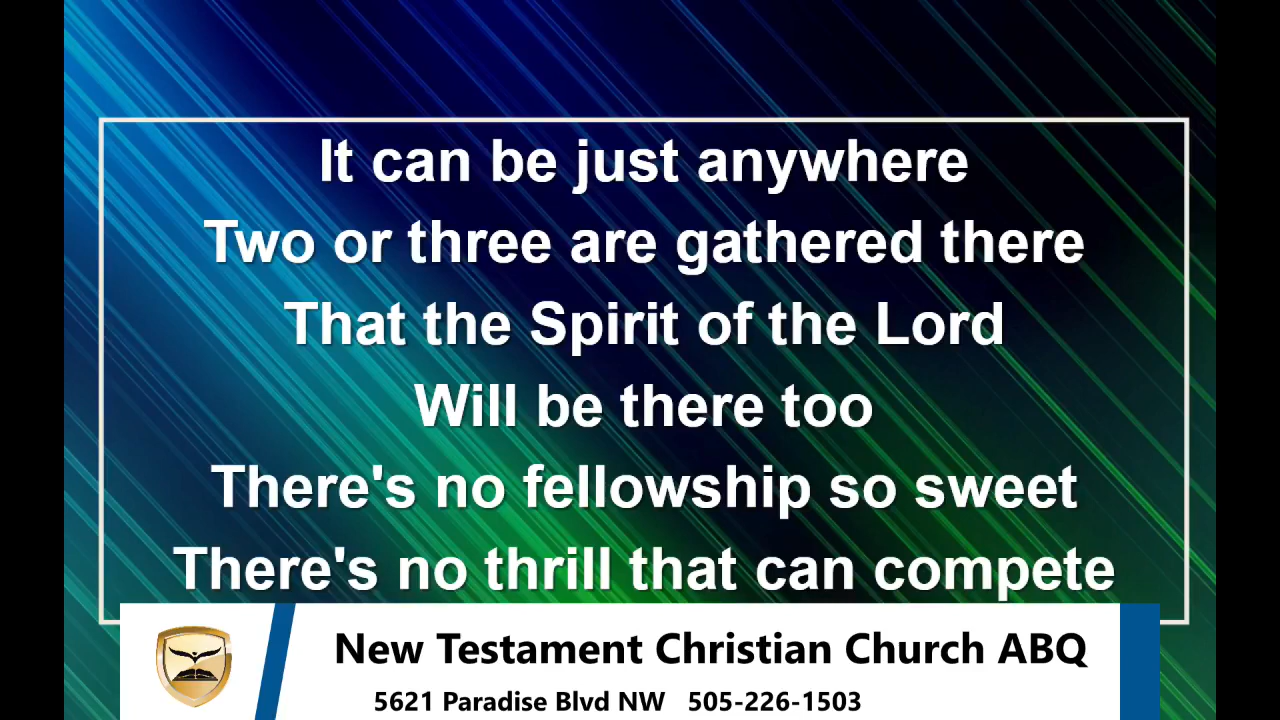 It can be just anywhere
Two or three are gathered there
That the Spirit of the Lord
Will be there too
There's no fellowship so sweet
There's no thrill that can compete
New Testament Christian Church ABQ
5621 Paradise Blvd NW 505-226-1503